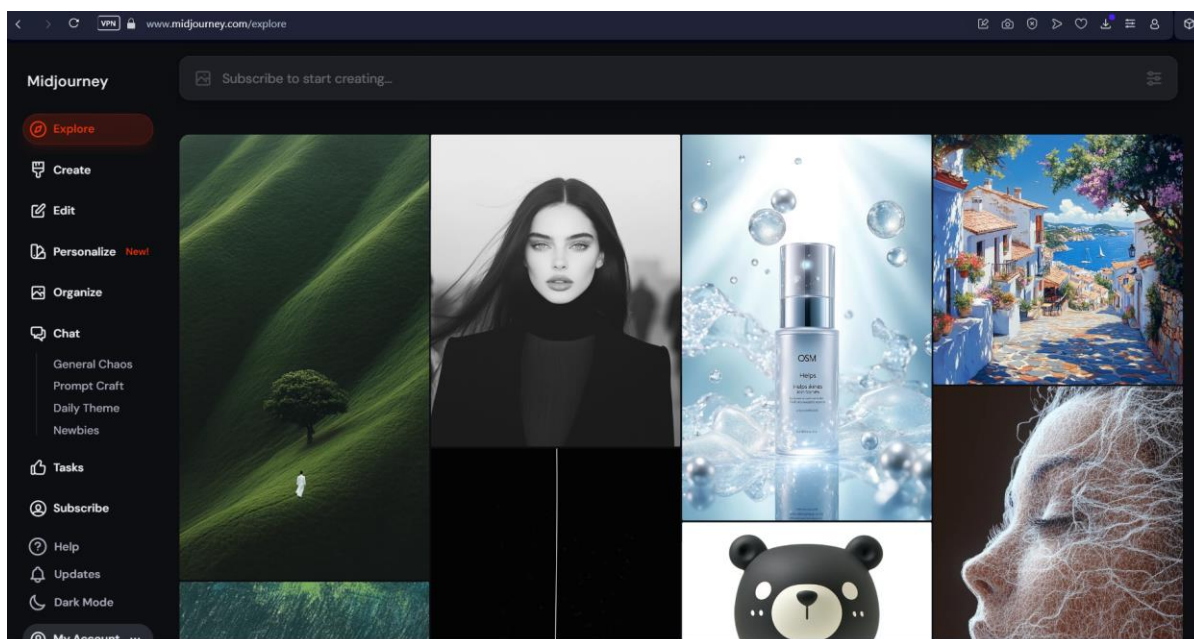 VPN
www.midjourney.com/explore
Midjourney
Subscribe to start creating...
Explore
Create
Edit
Personalize New!
Organize
Chat
General Chaos
Prompt Craft
Daily Theme
Newbies
Tasks
Subscribe
Help
Updates
Dark Mode
My Account ...
OSM
Helps